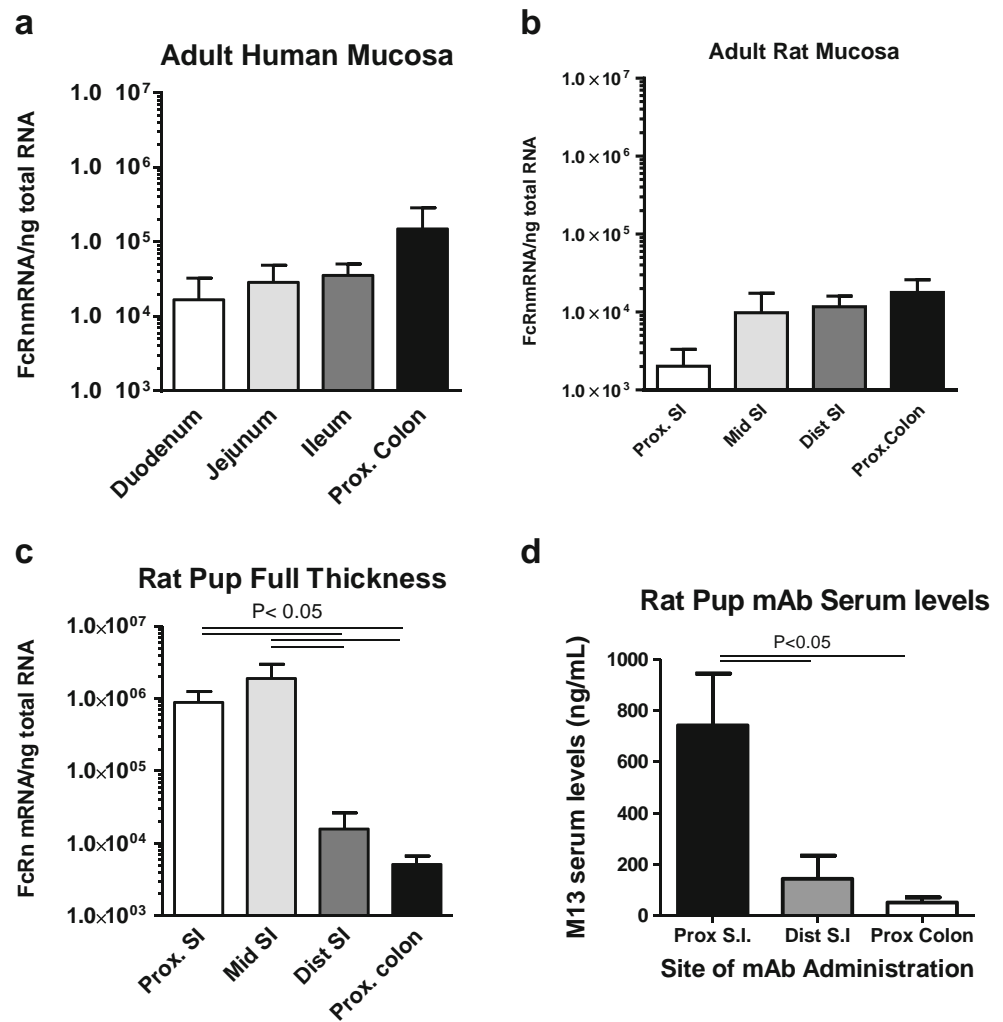 a
Adult Human Mucosa
FcRnmRNA/ng total RNA
1.0 10⁷
1.0 10⁶
1.0 10⁵
1.0 10⁴
1.0 10³
Duodenum
Jejunum
Ileum
Prox. Colon
b
Adult Rat Mucosa
FcRnmRNA/ng total RNA
1.0×10⁷
1.0×10⁶
1.0×10⁵
1.0×10⁴
1.0×10³
Prox. SI
Mid SI
Dist SI
Prox.Colon
c
Rat Pup Full Thickness
P< 0.05
FcRn mRNA/ng total RNA
1.0×10⁰⁷
1.0×10⁰⁶
1.0×10⁰⁵
1.0×10⁰⁴
1.0×10⁰³
Prox. SI
Mid SI
Dist SI
Prox. colon
d
Rat Pup mAb Serum levels
P<0.05
M13 serum levels (ng/mL)
1000
800
600
400
200
0
Prox S.I.
Dist S.I
Prox Colon
Site of mAb Administration